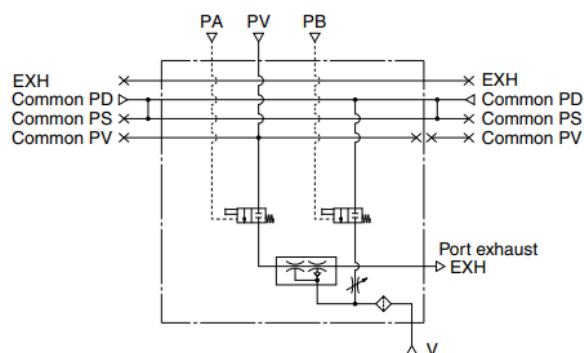 PA PV PB
EXH EXH
Common PD Common PD
Common PS Common PS
Common PV Common PV
Port exhaust
EXH
V